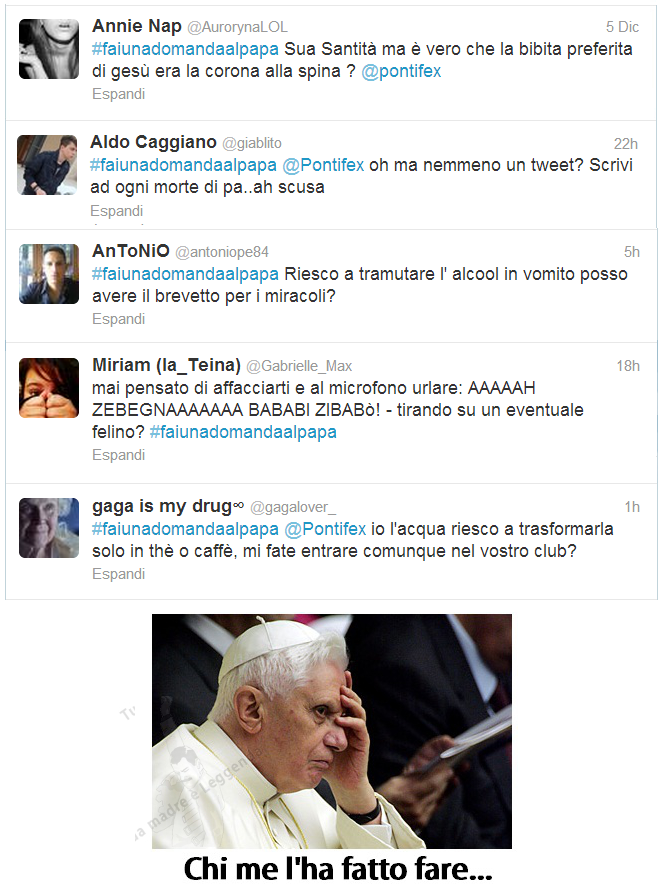 Annie Nap @AurorynaLOL 5 Dic
#faiunadomandaalpapa Sua Santità ma è vero che la bibita preferita
di gesù era la corona alla spina ? @pontifex
Espandi
Aldo Caggiano @giablito 22h
#faiunadomandaalpapa @Pontifex oh ma nemmeno un tweet? Scrivi
ad ogni morte di pa..ah scusa
Espandi
AnToNiO @antoniope84 5h
#faiunadomandaalpapa Riesco a tramutare l' alcool in vomito posso
avere il brevetto per i miracoli?
Espandi
Miriam (la_Teina) @Gabrielle_Max 18h
mai pensato di affacciarti e al microfono urlare: AAAAAH
ZEBEGNAAAAAAA BABABI ZIBABò! - tirando su un eventuale
felino? #faiunadomandaalpapa
Espandi
gaga is my drug∞ @gagalover_ 1h
#faiunadomandaalpapa @Pontifex io l'acqua riesco a trasformarla
solo in thè o caffè, mi fate entrare comunque nel vostro club?
Espandi
madre è Leggen
Chi me l'ha fatto fare...